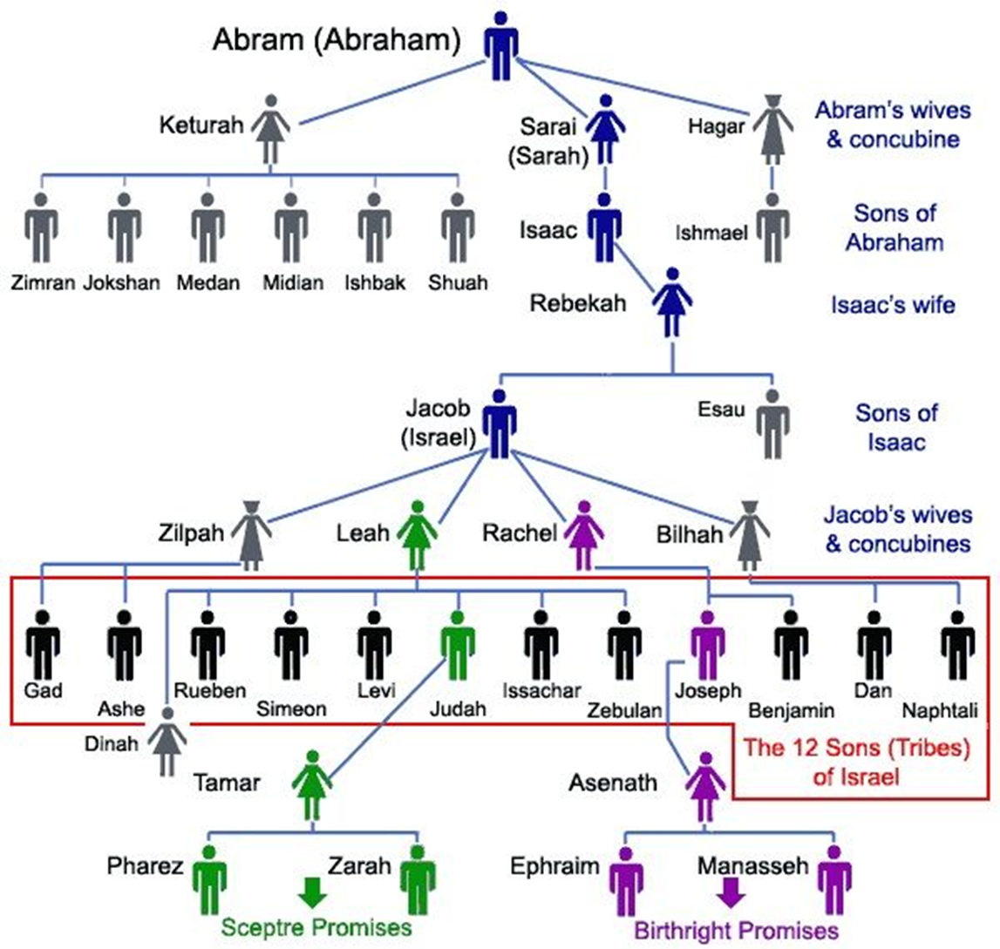 Abram (Abraham)
Keturah
Sarai
(Sarah)
Hagar
Abram's wives
& concubine
Isaac
Ishmael
Sons of
Abraham
Zimran
Jokshan
Medan
Midian
Ishbak
Shuah
Rebekah
Isaac's wife
Jacob
(Israel)
Esau
Sons of
Isaac
Zilpah
Leah
Rachel
Bilhah
Jacob's wives
& concubines
Gad
Ashe
Rueben
Simeon
Levi
Judah
Issachar
Zebulan
Joseph
Benjamin
Dan
Naphtali
Dinah
The 12 Sons (Tribes)
of Israel
Tamar
Asenath
Pharez
Zarah
Ephraim
Manasseh
Sceptre Promises
Birthright Promises